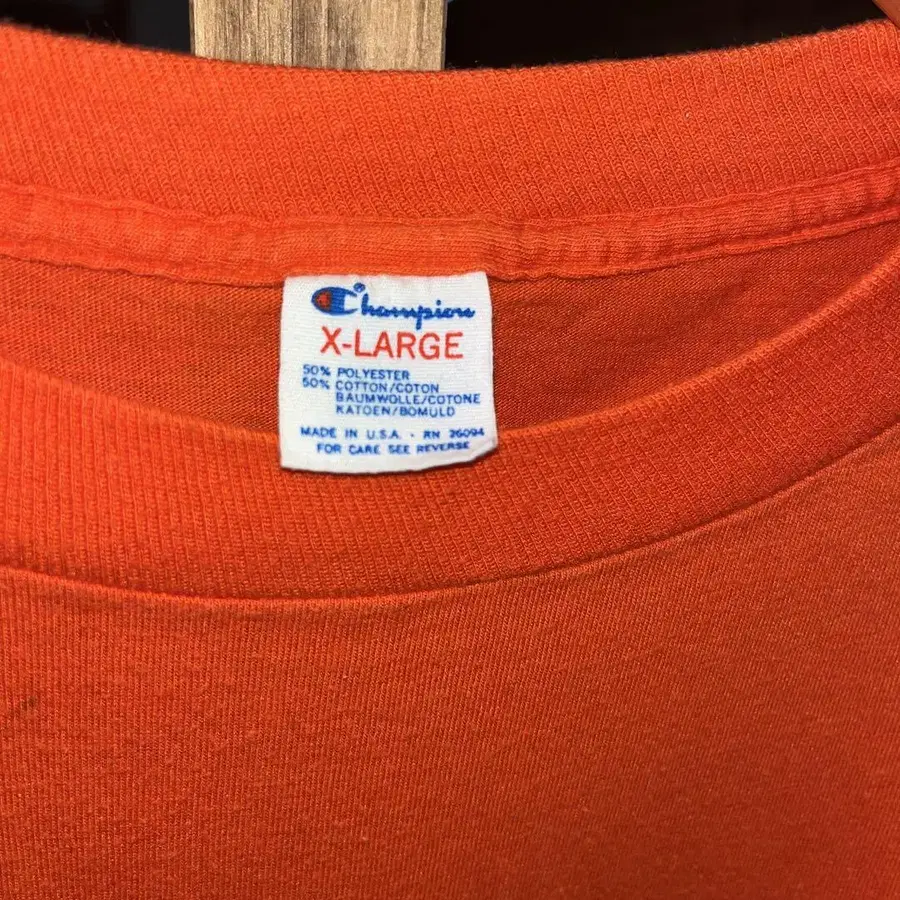 Champion®
X-LARGE
50% POLYESTER
50% COTTON/COTON
BAUMWOLLE/COTONE
KATOEN/BOMULD
MADE IN U.S.A. · RN 26094
FOR CARE SEE REVERSE